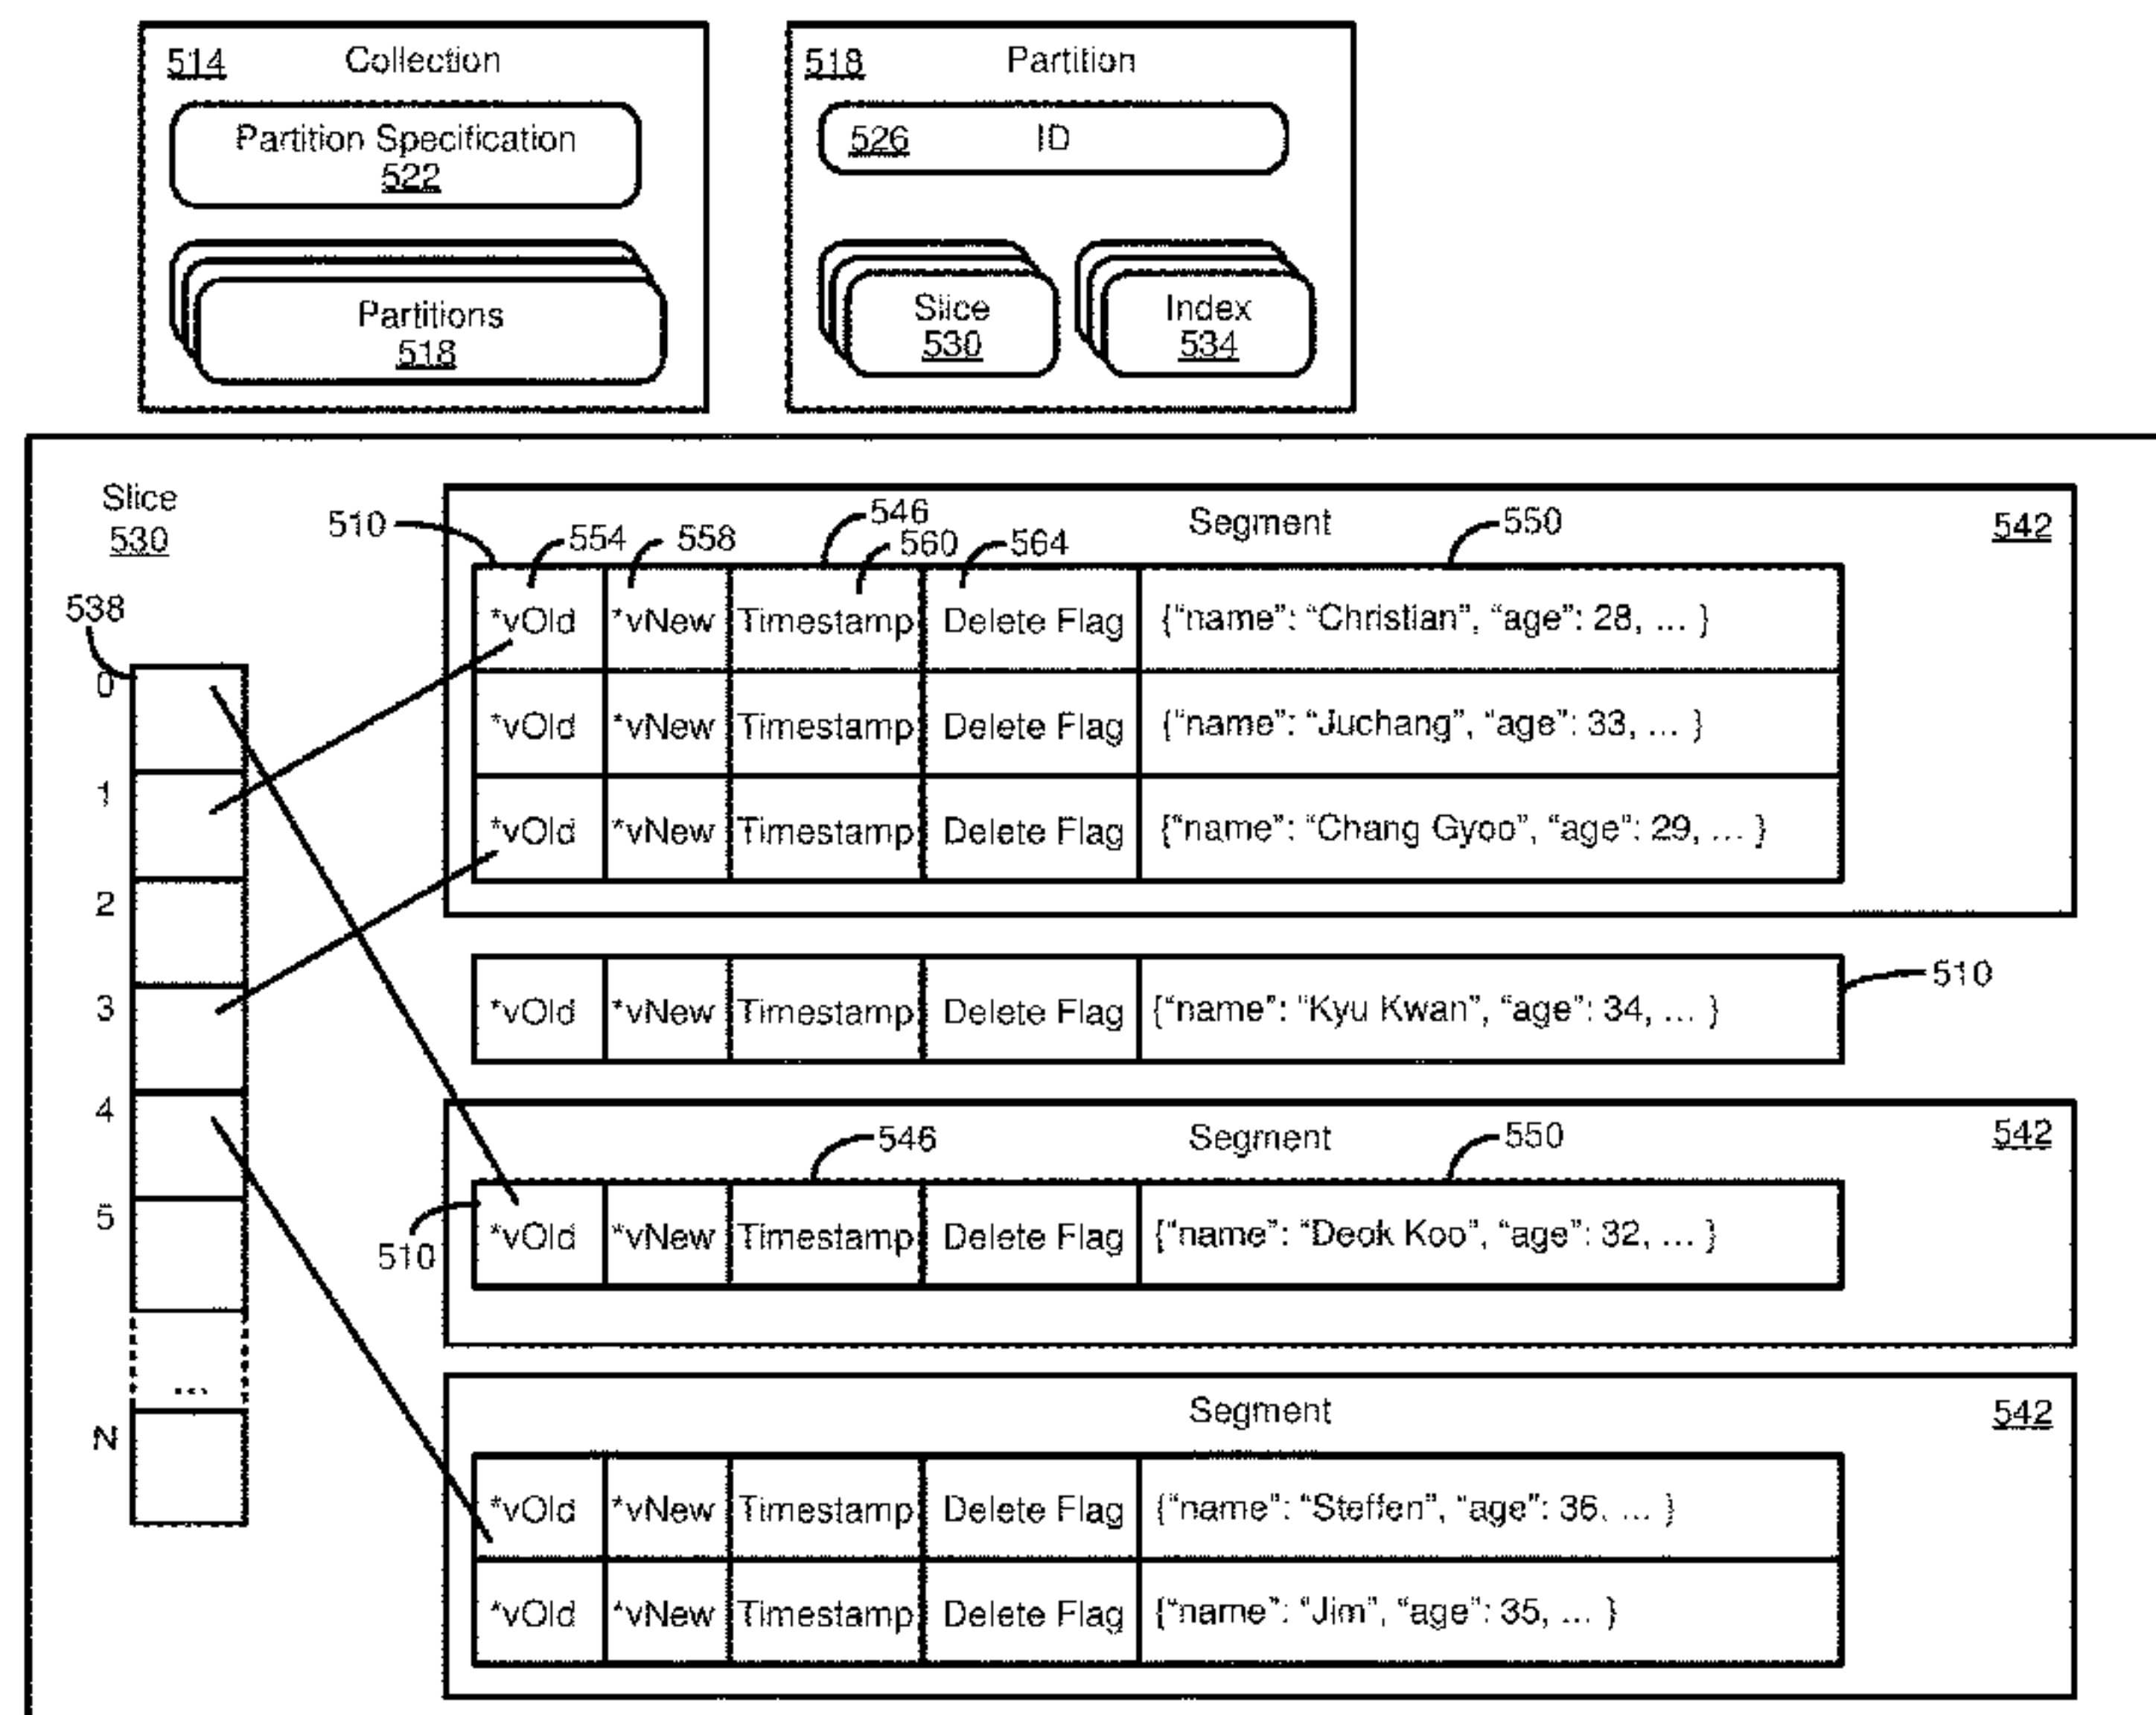 514 Collection
Partition Specification
522
Partitions
518
518 Partition
526 ID
Slice
530
Index
534
Slice
530
538
0
1
2
3
4
5
...
N
510 554 558 546 560 564 Segment 550 542
*vOld *vNew Timestamp Delete Flag {"name": "Christian", "age": 28, ... }
*vOld *vNew Timestamp Delete Flag {"name": "Juchang", "age": 33, ... }
*vOld *vNew Timestamp Delete Flag {"name": "Chang Gyoo", "age": 29, ... }
*vOld *vNew Timestamp Delete Flag {"name": "Kyu Kwan", "age": 34, ... } 510
546 Segment 550 542
*vOld *vNew Timestamp Delete Flag {"name": "Deok Koo", "age": 32, ... }
510
Segment 542
*vOld *vNew Timestamp Delete Flag {"name": "Steffen", "age": 36, ... }
*vOld *vNew Timestamp Delete Flag {"name": "Jim", "age": 35, ... }